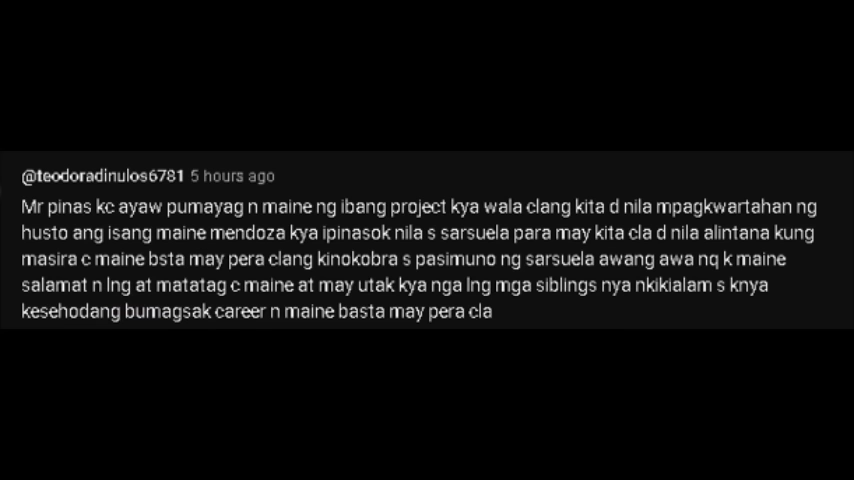 @teodoradinulos6781 5 hours ago
Mr pinas kc ayaw pumayag n maine ng ibang project kya wala clang kita d nila mpagkwartahan ng
husto ang isang maine mendoza kya ipinasok nila s sarsuela para may kita cla d nila alintana kung
masira c maine bsta may pera clang kinokobra s pasimuno ng sarsuela awang awa nq k maine
salamat n lng at matatag c maine at may utak kya nga lng mga siblings nya nkikialam s knya
kesehodang bumagsak career n maine basta may pera cla